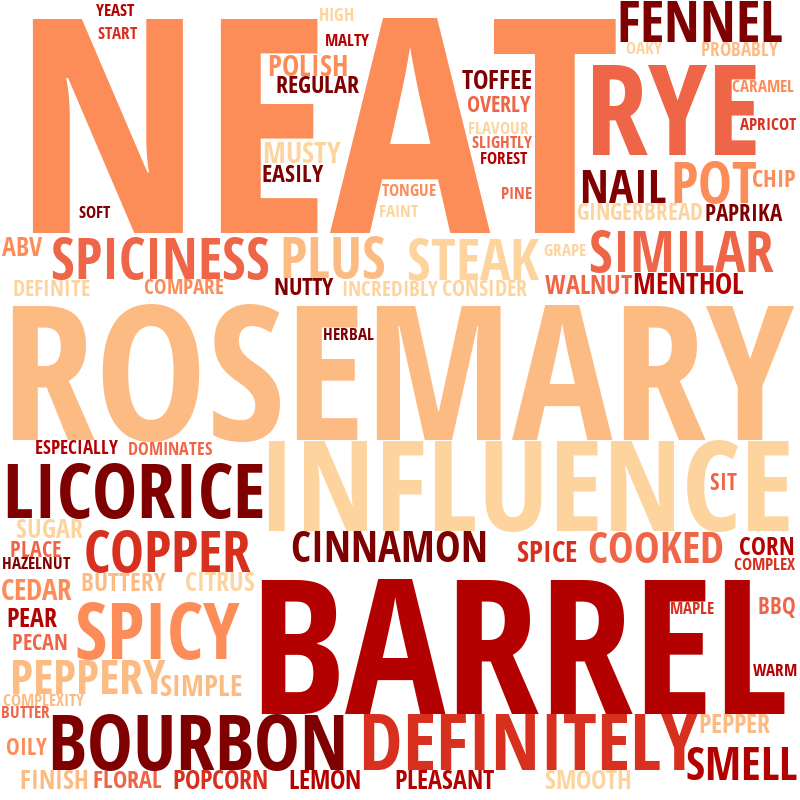 YEAST
HIGH
FENNEL
START
MALTY
OAKY
PROBABLY
NEAT
POLISH
REGULAR
TOFFEE
RYE
CARAMEL
OVERLY
FLAVOUR
APRICOT
SLIGHTLY
MUSTY
FOREST
EASILY
TONGUE
PINE
NAIL
POT
CHIP
SOFT
FAINT
GINGERBREAD
PAPRIKA
ABV
SPICINESS
PLUS
STEAK
GRAPE
SIMILAR
DEFINITE
COMPARE
NUTTY
INCREDIBLY
CONSIDER
WALNUT
MENTHOL
HERBAL
ROSEMARY
ESPECIALLY
DOMINATES
LICORICE
INFLUENCE
SIT
SUGAR
PLACE
COPPER
CINNAMON
SPICE
COOKED
CORN
HAZELNUT
COMPLEX
CEDAR
BUTTERY
CITRUS
PEAR
SPICY
BARREL
MAPLE
BBQ
PECAN
PEPPERY
SIMPLE
WARM
COMPLEXITY
BUTTER
OILY
BOURBON
DEFINITELY
PEPPER
FINISH
FLORAL
POPCORN
LEMON
PLEASANT
SMOOTH
SMELL